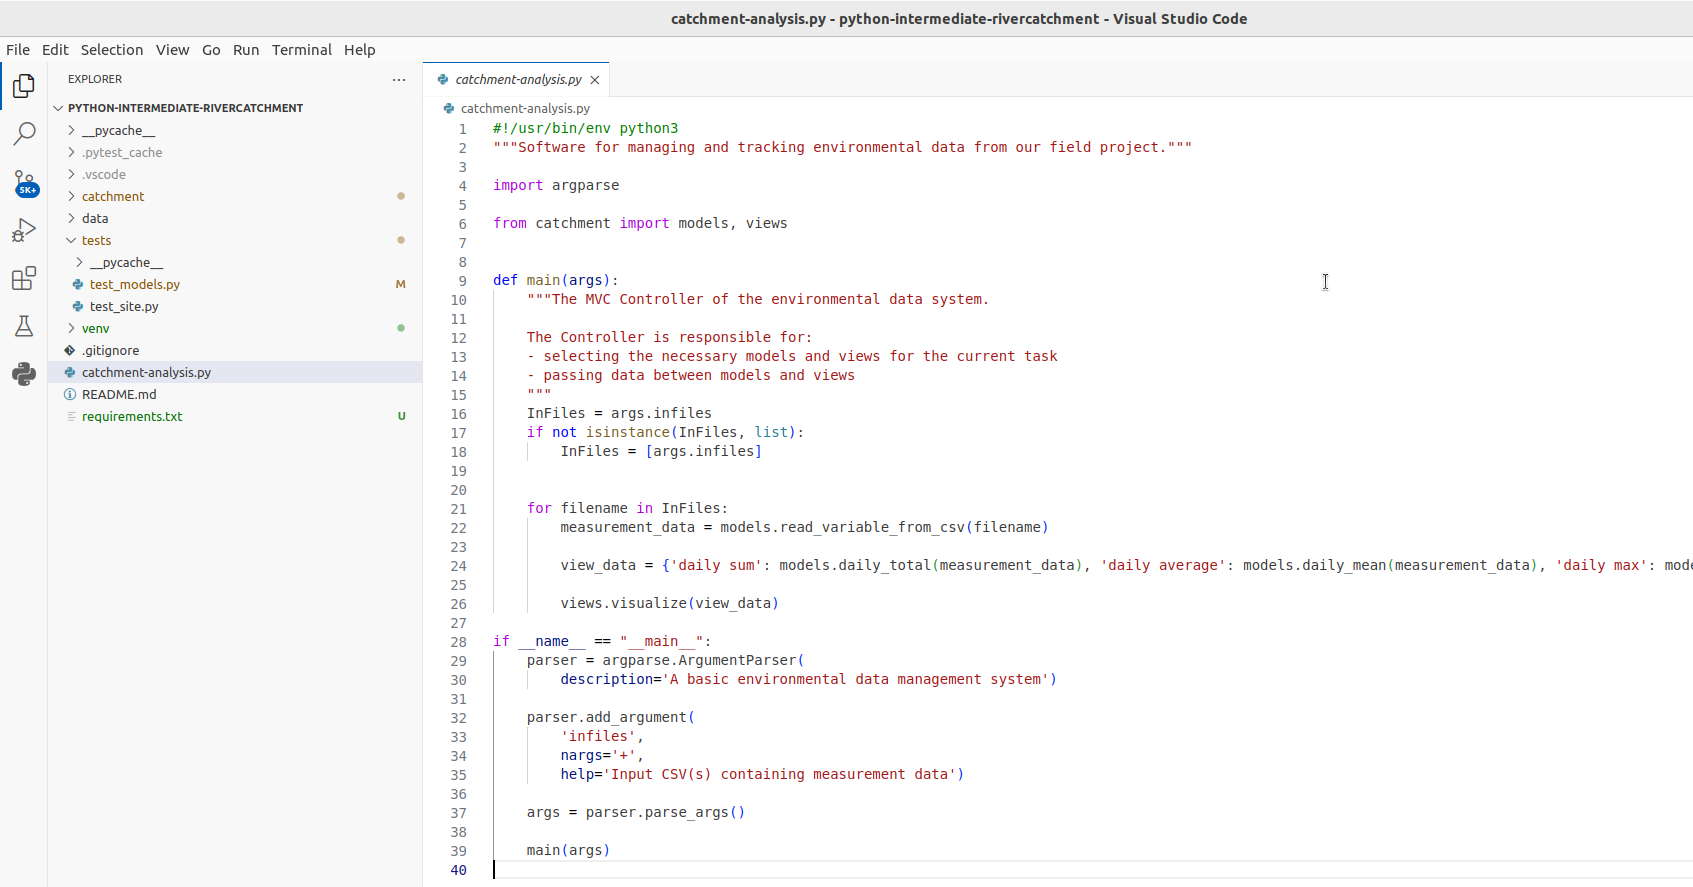 catchment-analysis.py - python-intermediate-rivercatchment - Visual Studio Code
File Edit Selection View Go Run Terminal Help
EXPLORER ···
PYTHON-INTERMEDIATE-RIVERCATCHMENT
__pycache__
.pytest_cache
.vscode
catchment
data
tests
__pycache__
test_models.py M
test_site.py
venv
.gitignore
catchment-analysis.py
README.md
requirements.txt U
5K+
catchment-analysis.py
catchment-analysis.py
1 #!/usr/bin/env python3
2 """Software for managing and tracking environmental data from our field project."""
3
4 import argparse
5
6 from catchment import models, views
7
8
9 def main(args):
10     """The MVC Controller of the environmental data system.
11
12     The Controller is responsible for:
13     - selecting the necessary models and views for the current task
14     - passing data between models and views
15     """
16     InFiles = args.infiles
17     if not isinstance(InFiles, list):
18         InFiles = [args.infiles]
19
20
21     for filename in InFiles:
22         measurement_data = models.read_variable_from_csv(filename)
23
24         view_data = {'daily sum': models.daily_total(measurement_data), 'daily average': models.daily_mean(measurement_data), 'daily max': mod
25
26         views.visualize(view_data)
27
28 if __name__ == "__main__":
29     parser = argparse.ArgumentParser(
30         description='A basic environmental data management system')
31
32     parser.add_argument(
33         'infiles',
34         nargs='+',
35         help='Input CSV(s) containing measurement data')
36
37     args = parser.parse_args()
38
39     main(args)
40